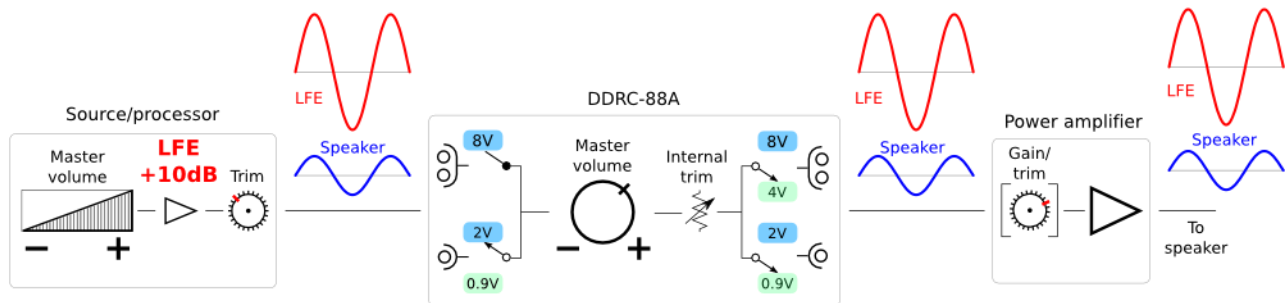 Source/processor
Master
volume
LFE
+10dB
Trim
LFE
Speaker
DDRC-88A
8V
2V
0.9V
Master
volume
Internal
trim
8V
4V
2V
0.9V
LFE
Speaker
Power amplifier
Gain/
trim
LFE
Speaker
To
speaker